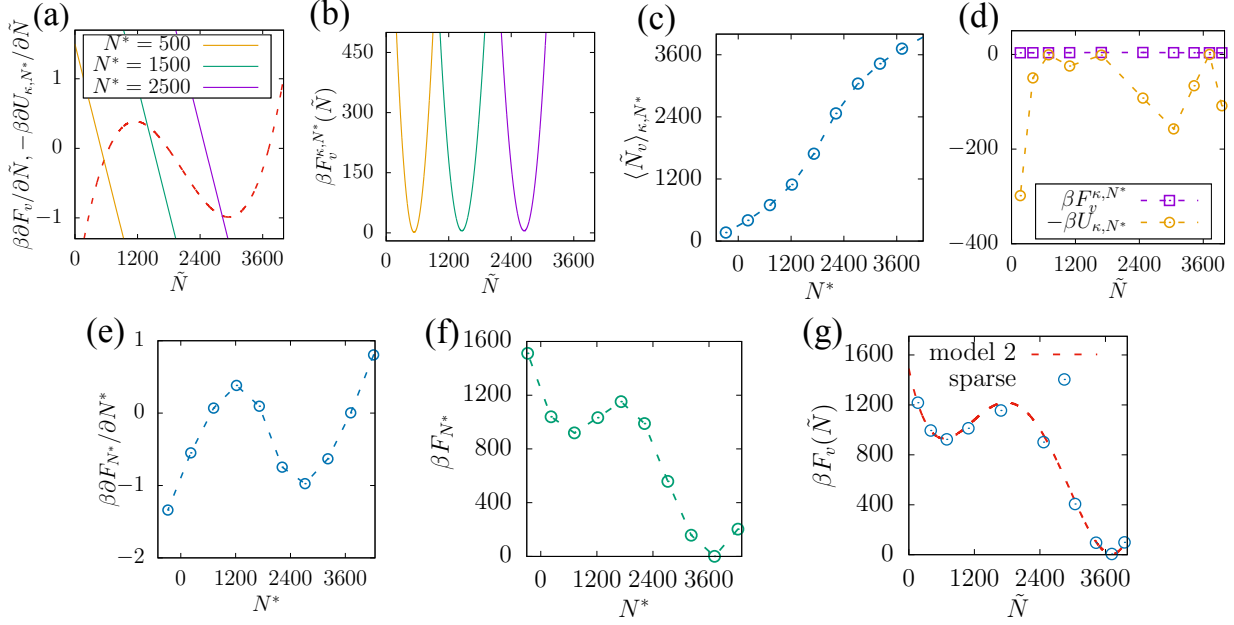 (a)
β∂F_v/∂Ñ, −β∂U_{κ,N*}/∂Ñ
1
0
−1
N* = 500
N* = 1500
N* = 2500
0 1200 2400 3600
Ñ
(b)
βF_v^{κ,N*}(Ñ)
450
300
150
0
0 1200 2400 3600
Ñ
(c)
⟨Ñ_v⟩_{κ,N*}
3600
2400
1200
0
0 1200 2400 3600
N*
(d)
0
−200
−400
βF_v^{κ,N*}
−βU_{κ,N*}
0 1200 2400 3600
Ñ
(e)
β∂F_{N*}/∂N*
1
0
−1
−2
0 1200 2400 3600
N*
(f)
βF_{N*}
1600
1200
800
400
0
0 1200 2400 3600
N*
(g)
βF_v(Ñ)
1600
1200
800
400
0
model 2
sparse
0 1200 2400 3600
Ñ